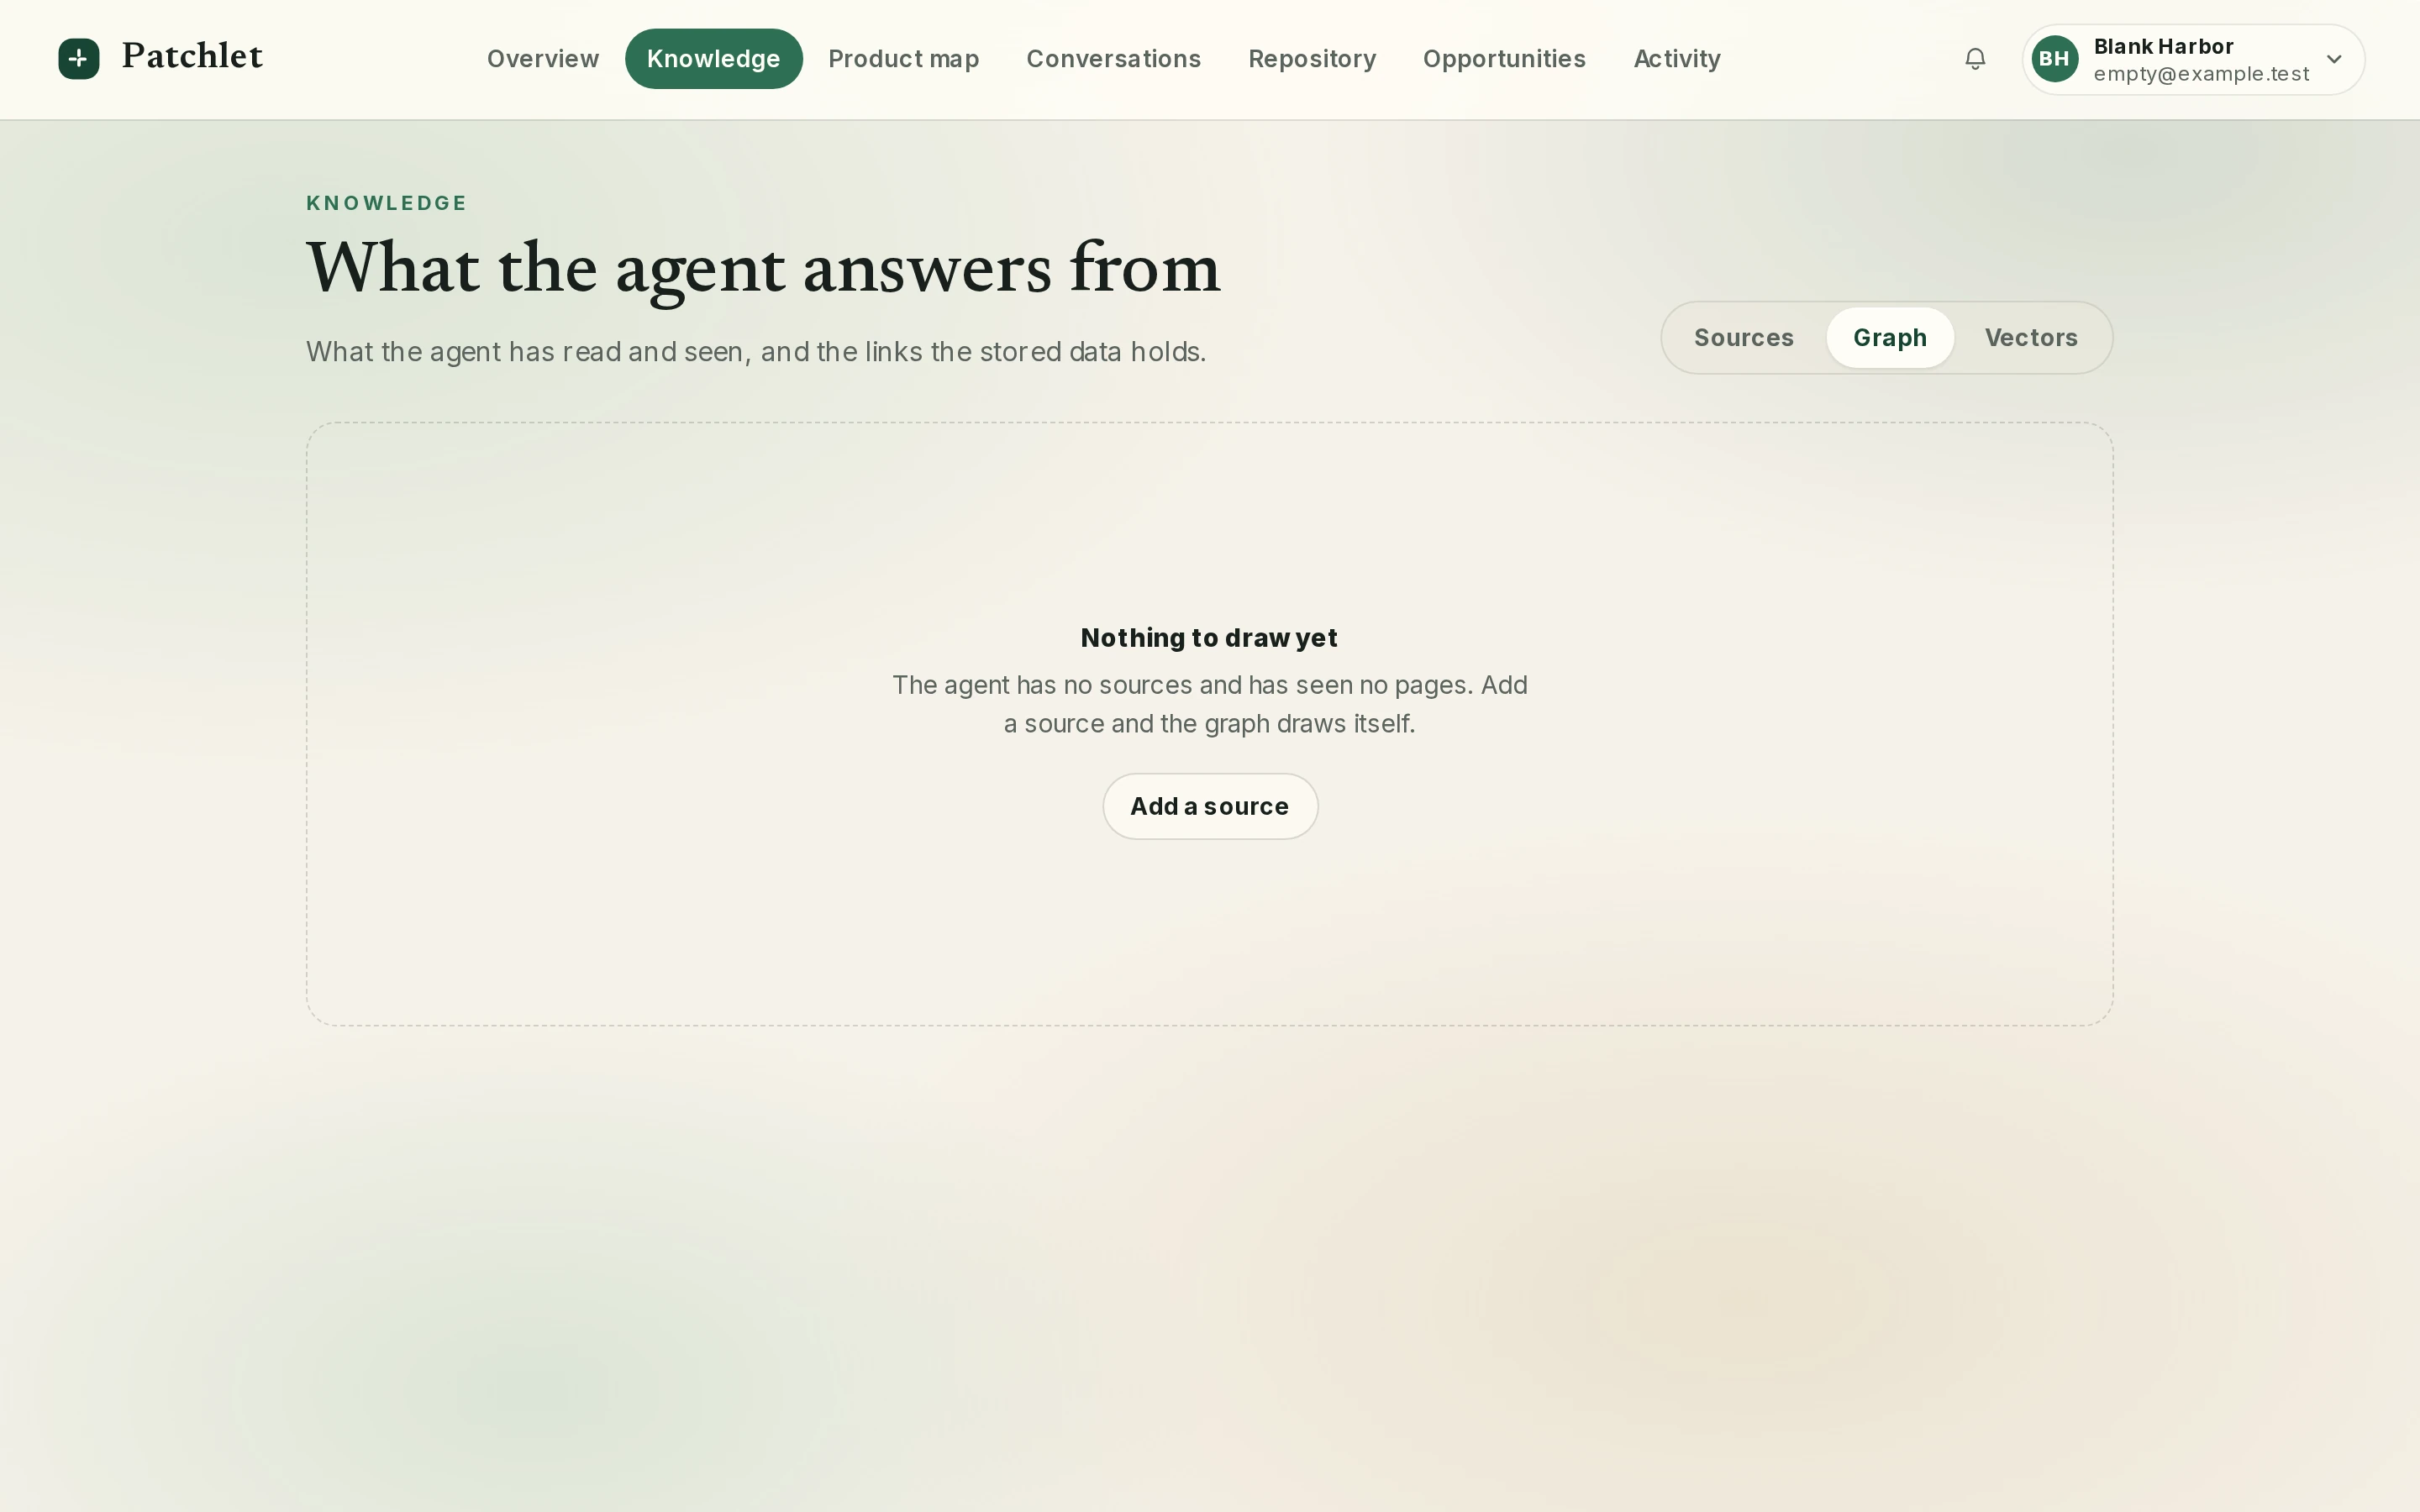 Patchlet
Overview
Knowledge
Product map
Conversations
Repository
Opportunities
Activity
BH
Blank Harbor
empty@example.test
KNOWLEDGE
What the agent answers from
What the agent has read and seen, and the links the stored data holds.
Sources
Graph
Vectors
Nothing to draw yet
The agent has no sources and has seen no pages. Add
a source and the graph draws itself.
Add a source